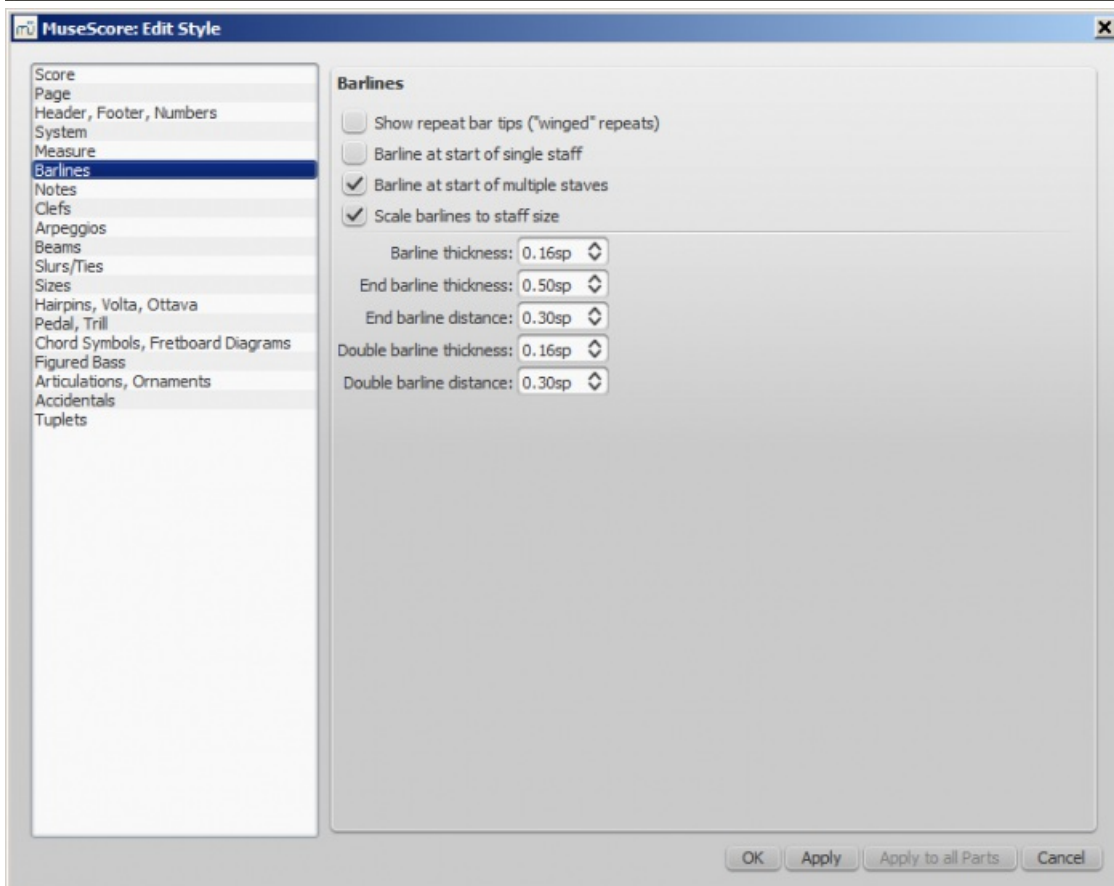 MuseScore: Edit Style
Score
Page
Header, Footer, Numbers
System
Measure
Barlines
Notes
Clefs
Arpeggios
Beams
Slurs/Ties
Sizes
Hairpins, Volta, Ottava
Pedal, Trill
Chord Symbols, Fretboard Diagrams
Figured Bass
Articulations, Ornaments
Accidentals
Tuplets
Barlines
Show repeat bar tips ("winged" repeats)
Barline at start of single staff
Barline at start of multiple staves
Scale barlines to staff size
Barline thickness: 0.16sp
End barline thickness: 0.50sp
End barline distance: 0.30sp
Double barline thickness: 0.16sp
Double barline distance: 0.30sp
OK Apply Apply to all Parts Cancel